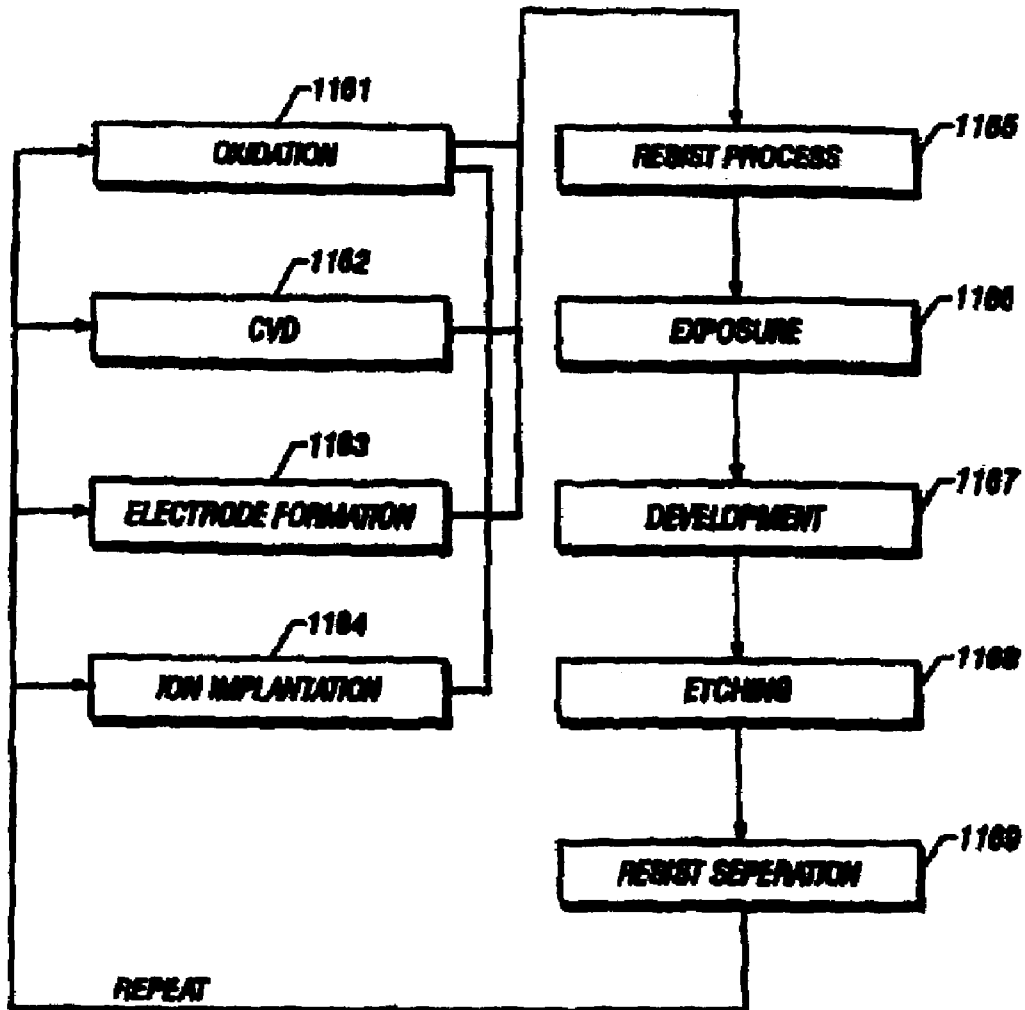 1161
OXIDATION
1162
CVD
1163
ELECTRODE FORMATION
1164
ION IMPLANTATION
1165
RESIST PROCESS
1166
EXPOSURE
1167
DEVELOPMENT
1168
ETCHING
1169
RESIST SEPERATION
REPEAT